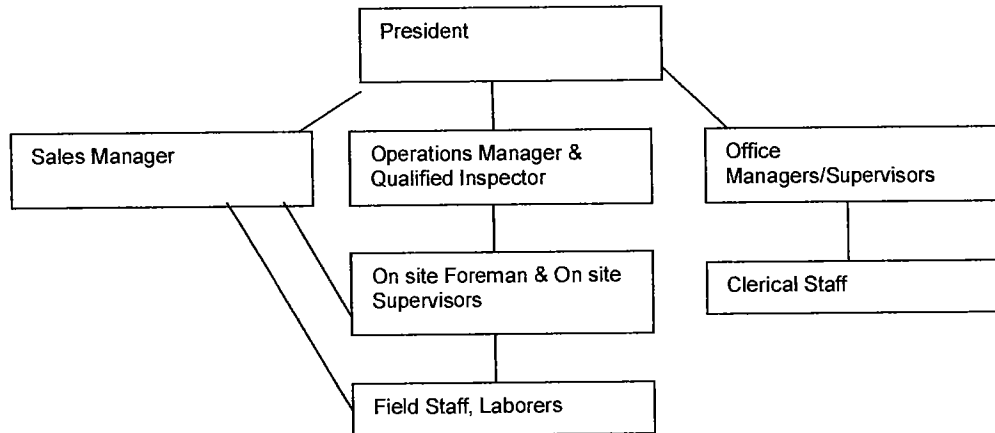 President
Sales Manager
Operations Manager &
Qualified Inspector
Office
Managers/Supervisors
On site Foreman & On site
Supervisors
Clerical Staff
Field Staff, Laborers